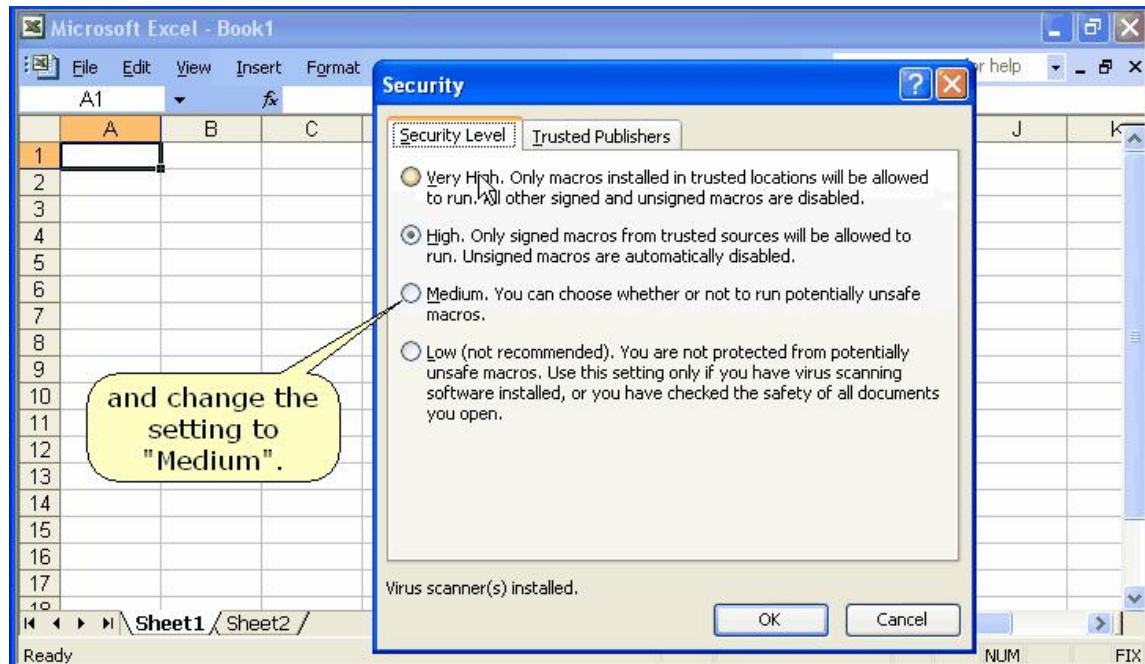 Microsoft Excel - Book1
File Edit View Insert Format
or help
A1 fx
Security
Security Level Trusted Publishers
A B C J K
Very High. Only macros installed in trusted locations will be allowed
to run. All other signed and unsigned macros are disabled.
High. Only signed macros from trusted sources will be allowed to
run. Unsigned macros are automatically disabled.
Medium. You can choose whether or not to run potentially unsafe
macros.
Low (not recommended). You are not protected from potentially
unsafe macros. Use this setting only if you have virus scanning
software installed, or you have checked the safety of all documents
you open.
and change the
setting to
"Medium".
1
2
3
4
5
6
7
8
9
10
11
12
13
14
15
16
17
18
Virus scanner(s) installed.
OK Cancel
Sheet1 Sheet2
Ready NUM FIX